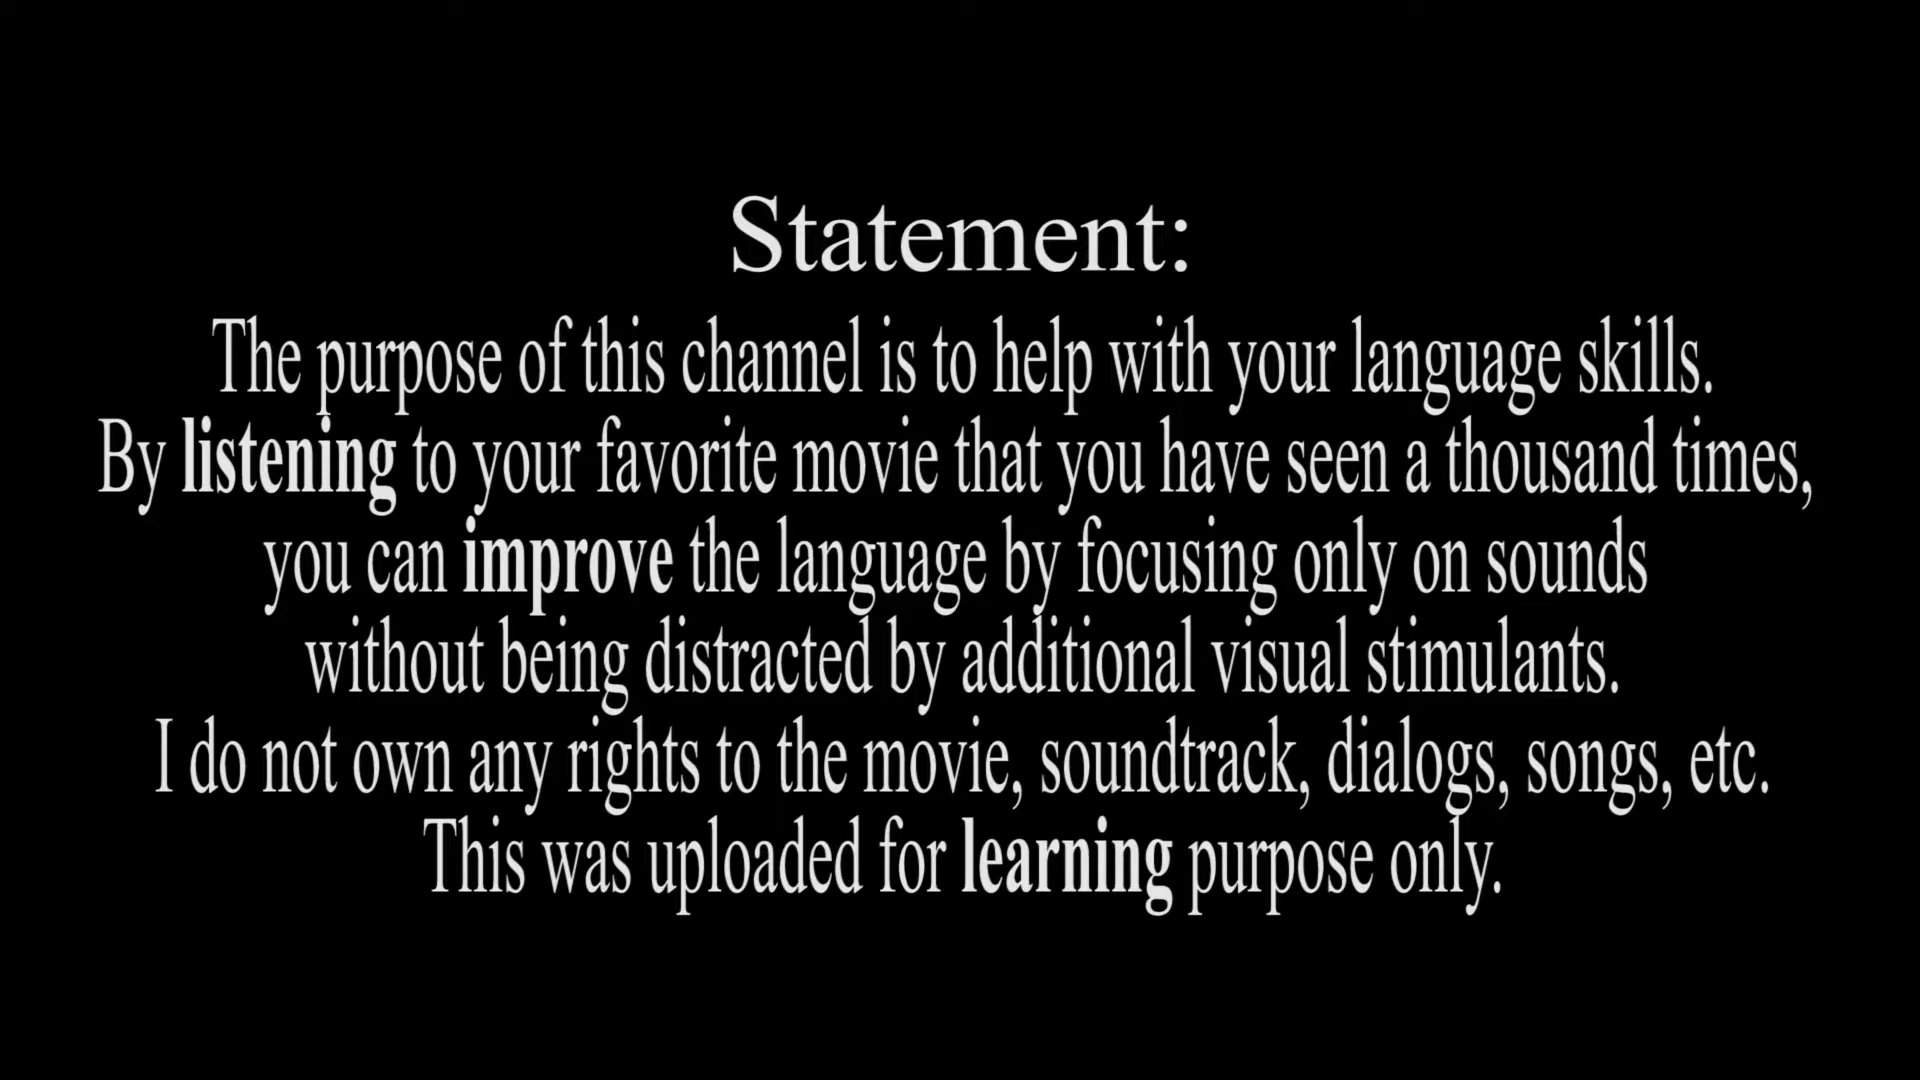 Statement:
The purpose of this channel is to help with your language skills.
By listening to your favorite movie that you have seen a thousand times,
you can improve the language by focusing only on sounds
without being distracted by additional visual stimulants.
I do not own any rights to the movie, soundtrack, dialogs, songs, etc.
This was uploaded for learning purpose only.